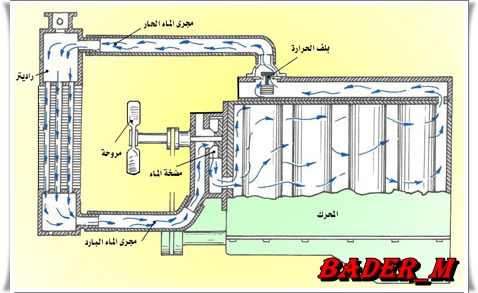 مجرى الماء الحار
بلف الحرارة
راديتر
مروحة
مضخة الماء
المحرك
مجرى الماء البارد
BADER_M